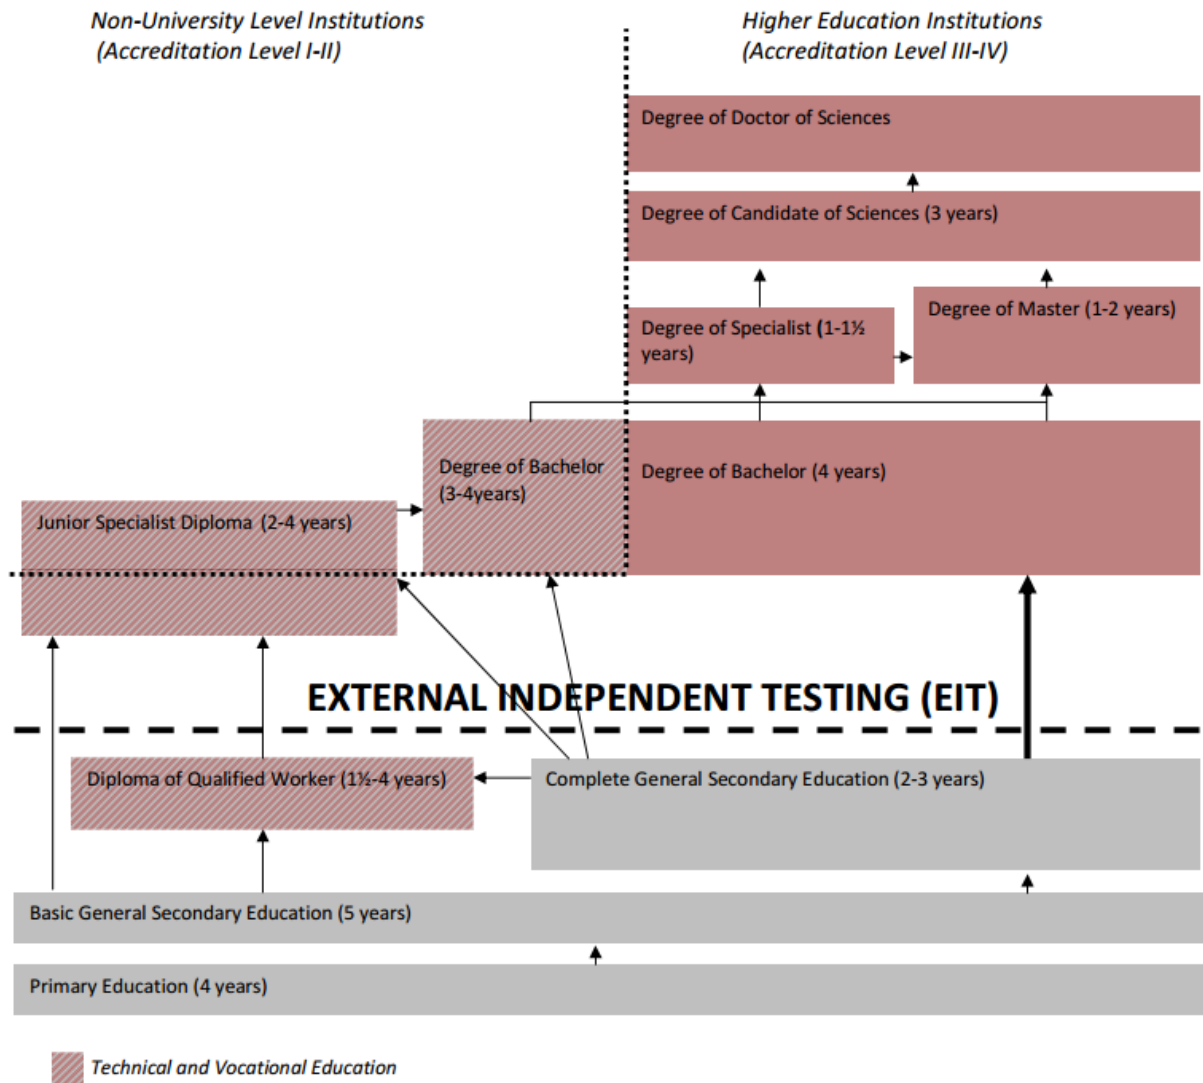 Non-University Level Institutions
(Accreditation Level I-II)
Higher Education Institutions
(Accreditation Level III-IV)
Degree of Doctor of Sciences
Degree of Candidate of Sciences (3 years)
Degree of Specialist (1-1½
years)
Degree of Master (1-2 years)
Degree of Bachelor
(3-4years)
Degree of Bachelor (4 years)
Junior Specialist Diploma (2-4 years)
EXTERNAL INDEPENDENT TESTING (EIT)
Diploma of Qualified Worker (1½-4 years)
Complete General Secondary Education (2-3 years)
Basic General Secondary Education (5 years)
Primary Education (4 years)
Technical and Vocational Education